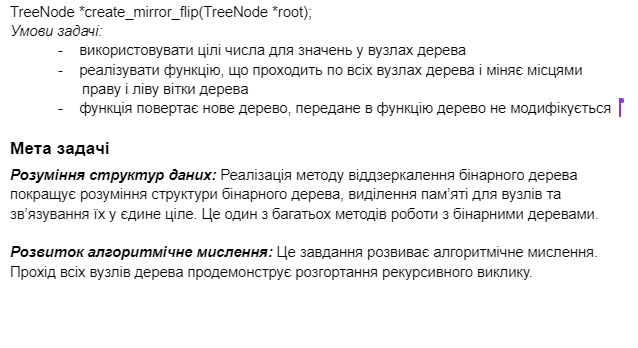 TreeNode *create_mirror_flip(TreeNode *root);
Умови задачі:
- використовувати цілі числа для значень у вузлах дерева
- реалізувати функцію, що проходить по всіх вузлах дерева і міняє місцями
праву і ліву вітки дерева
- функція повертає нове дерево, передане в функцію дерево не модифікується
Мета задачі
Розуміння структур даних: Реалізація методу віддзеркалення бінарного дерева
покращує розуміння структури бінарного дерева, виділення пам’яті для вузлів та
зв’язування їх у єдине ціле. Це один з багатьох методів роботи з бінарними деревами.
Розвиток алгоритмічне мислення: Це завдання розвиває алгоритмічне мислення.
Прохід всіх вузлів дерева продемонструє розгортання рекурсивного виклику.